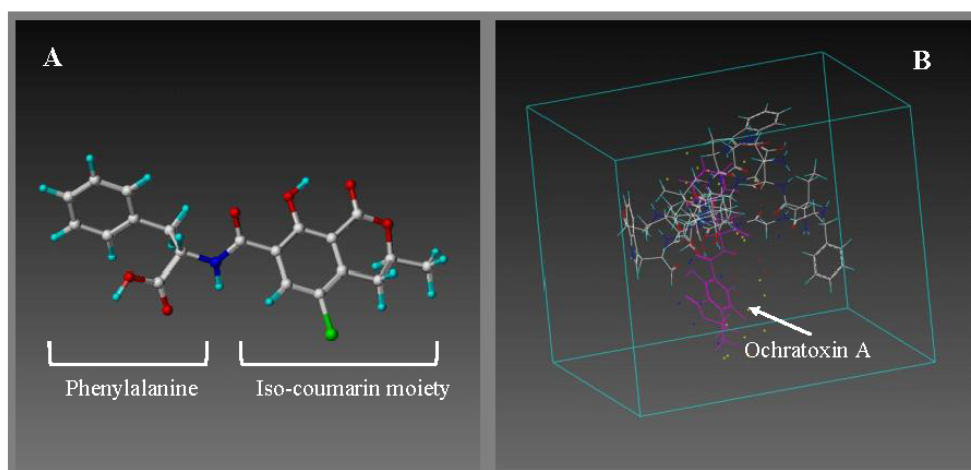 A
B
Ochratoxin A
Phenylalanine
Iso-coumarin moiety